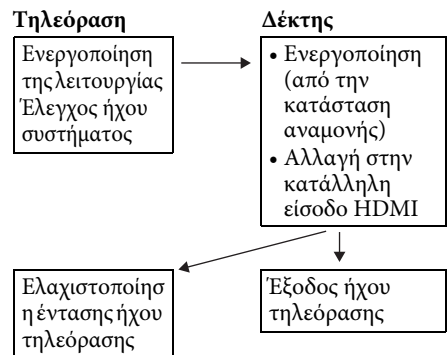 Τηλεόραση
Ενεργοποίηση
της λειτουργίας
Έλεγχος ήχου
συστήματος
Δέκτης
• Ενεργοποίηση
(από την
κατάσταση
αναμονής)
• Αλλαγή στην
κατάλληλη
είσοδο HDMI
Ελαχιστοποίησ
η έντασης ήχου
τηλεόρασης
Έξοδος ήχου
τηλεόρασης